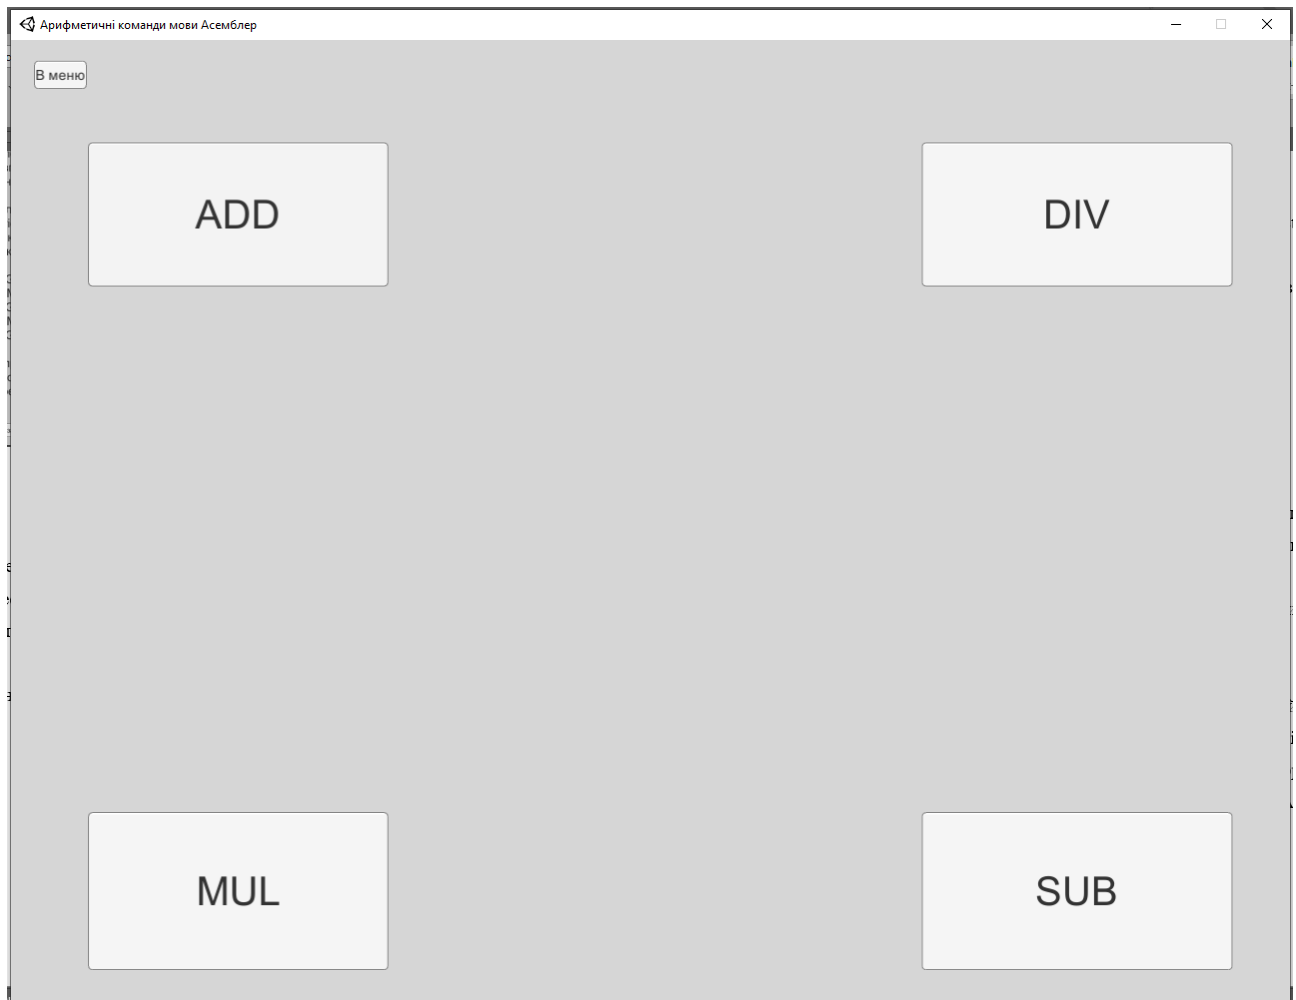 Арифметичні команди мови Асемблер
В меню
ADD
DIV
MUL
SUB